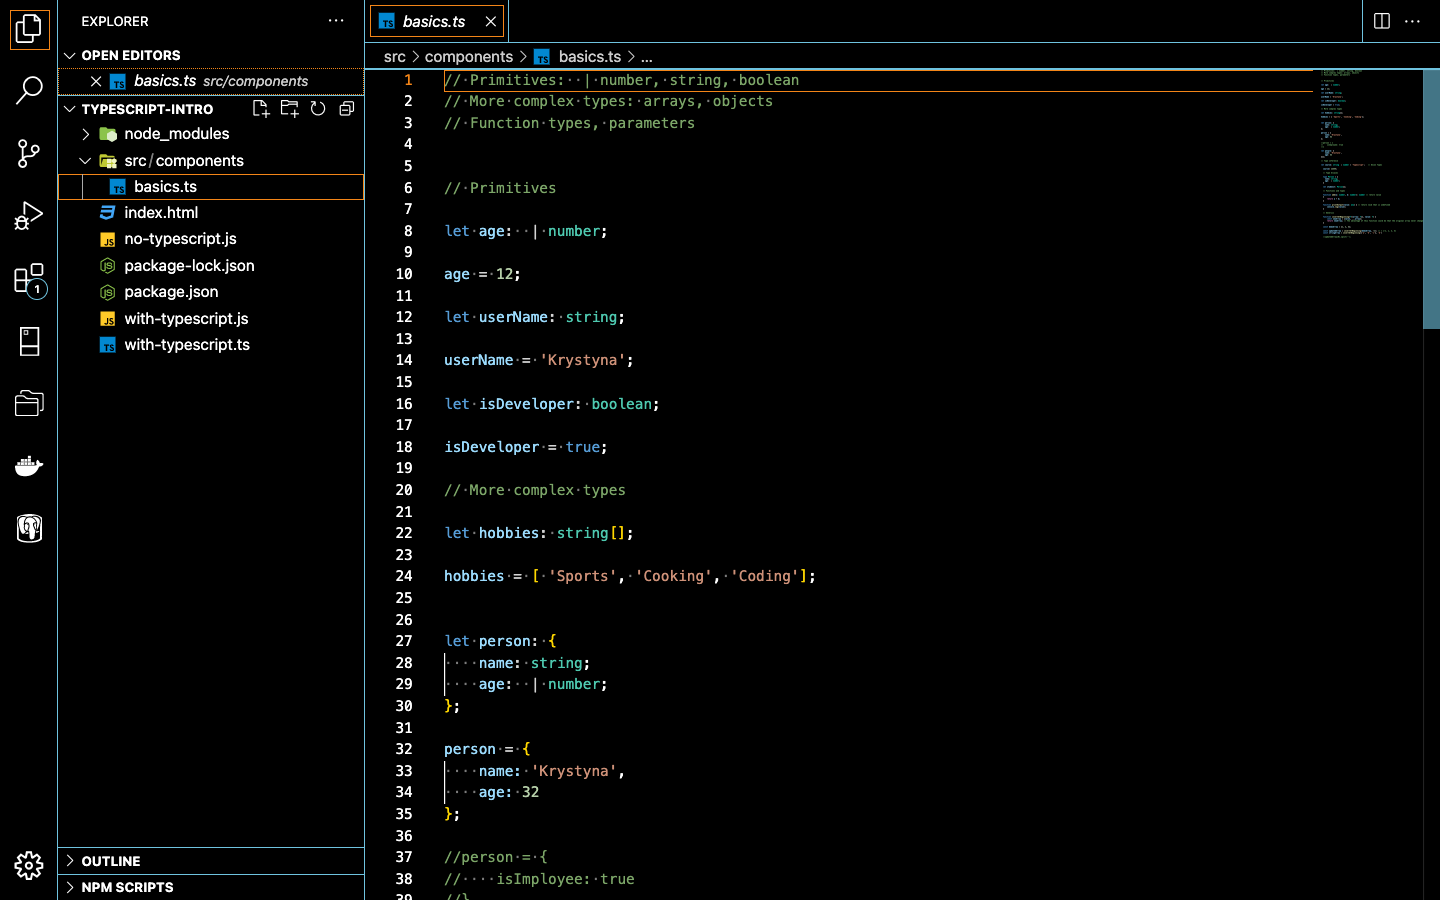 EXPLORER
OPEN EDITORS
basics.ts src/components
TYPESCRIPT-INTRO
node_modules
src/components
basics.ts
index.html
no-typescript.js
package-lock.json
package.json
with-typescript.js
with-typescript.ts
OUTLINE
NPM SCRIPTS
1
basics.ts
src > components > basics.ts > ...
1 // Primitives: | number, string, boolean
2 // More complex types: arrays, objects
3 // Function types, parameters
4
5
6 // Primitives
7
8 let age: | number;
9
10 age = 12;
11
12 let userName: string;
13
14 userName = 'Krystyna';
15
16 let isDeveloper: boolean;
17
18 isDeveloper = true;
19
20 // More complex types
21
22 let hobbies: string[];
23
24 hobbies = [ 'Sports', 'Cooking', 'Coding'];
25
26
27 let person: {
28     name: string;
29     age: | number;
30 };
31
32 person = {
33     name: 'Krystyna',
34     age: 32
35 };
36
37 //person = {
38 //    isImployee: true
39 //}